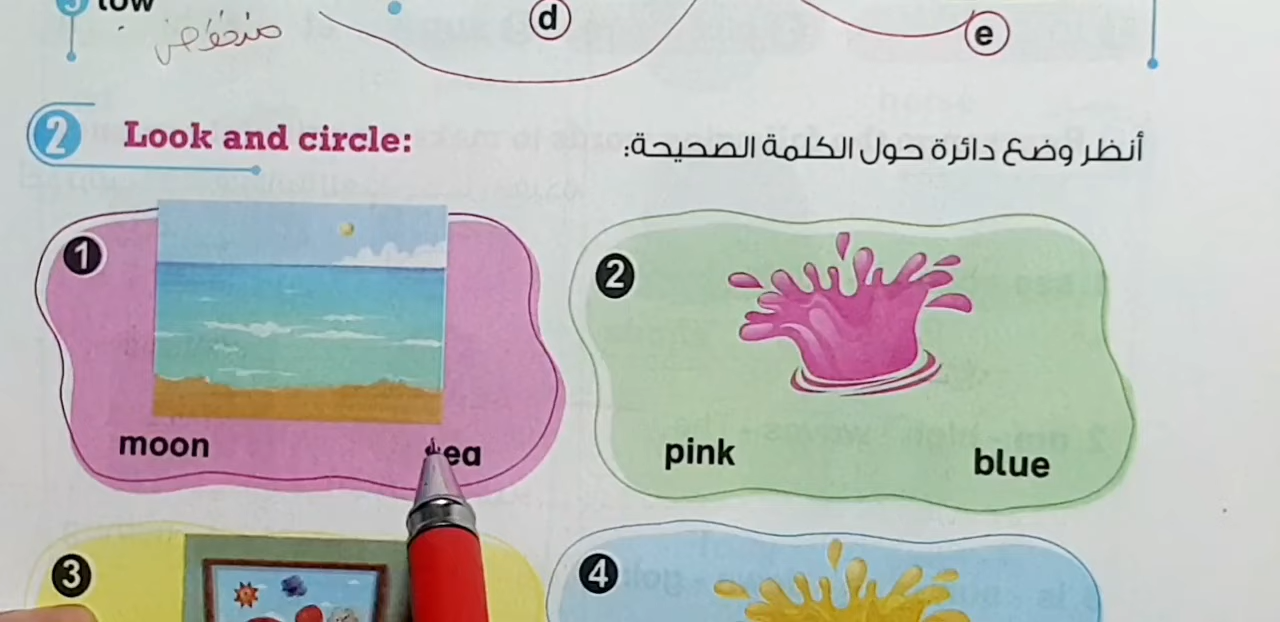 5 low
منخفض
d
e
2 Look and circle:
أنظر وضع دائرة حول الكلمة الصحيحة:
1
moon
2
pink blue
3
4